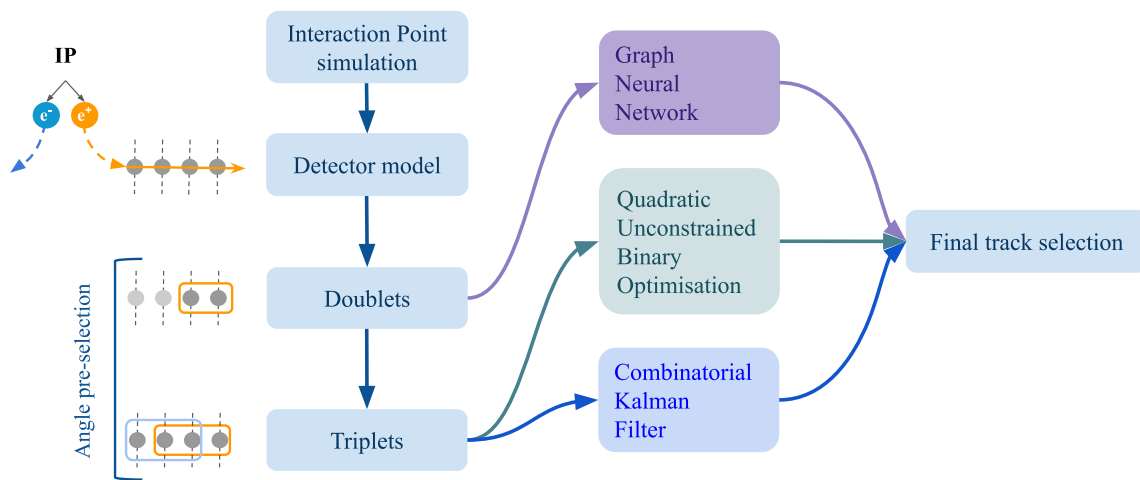 IP
e-
e+
Angle pre-selection
Interaction Point
simulation
Detector model
Doublets
Triplets
Graph
Neural
Network
Quadratic
Unconstrained
Binary
Optimisation
Combinatorial
Kalman
Filter
Final track selection